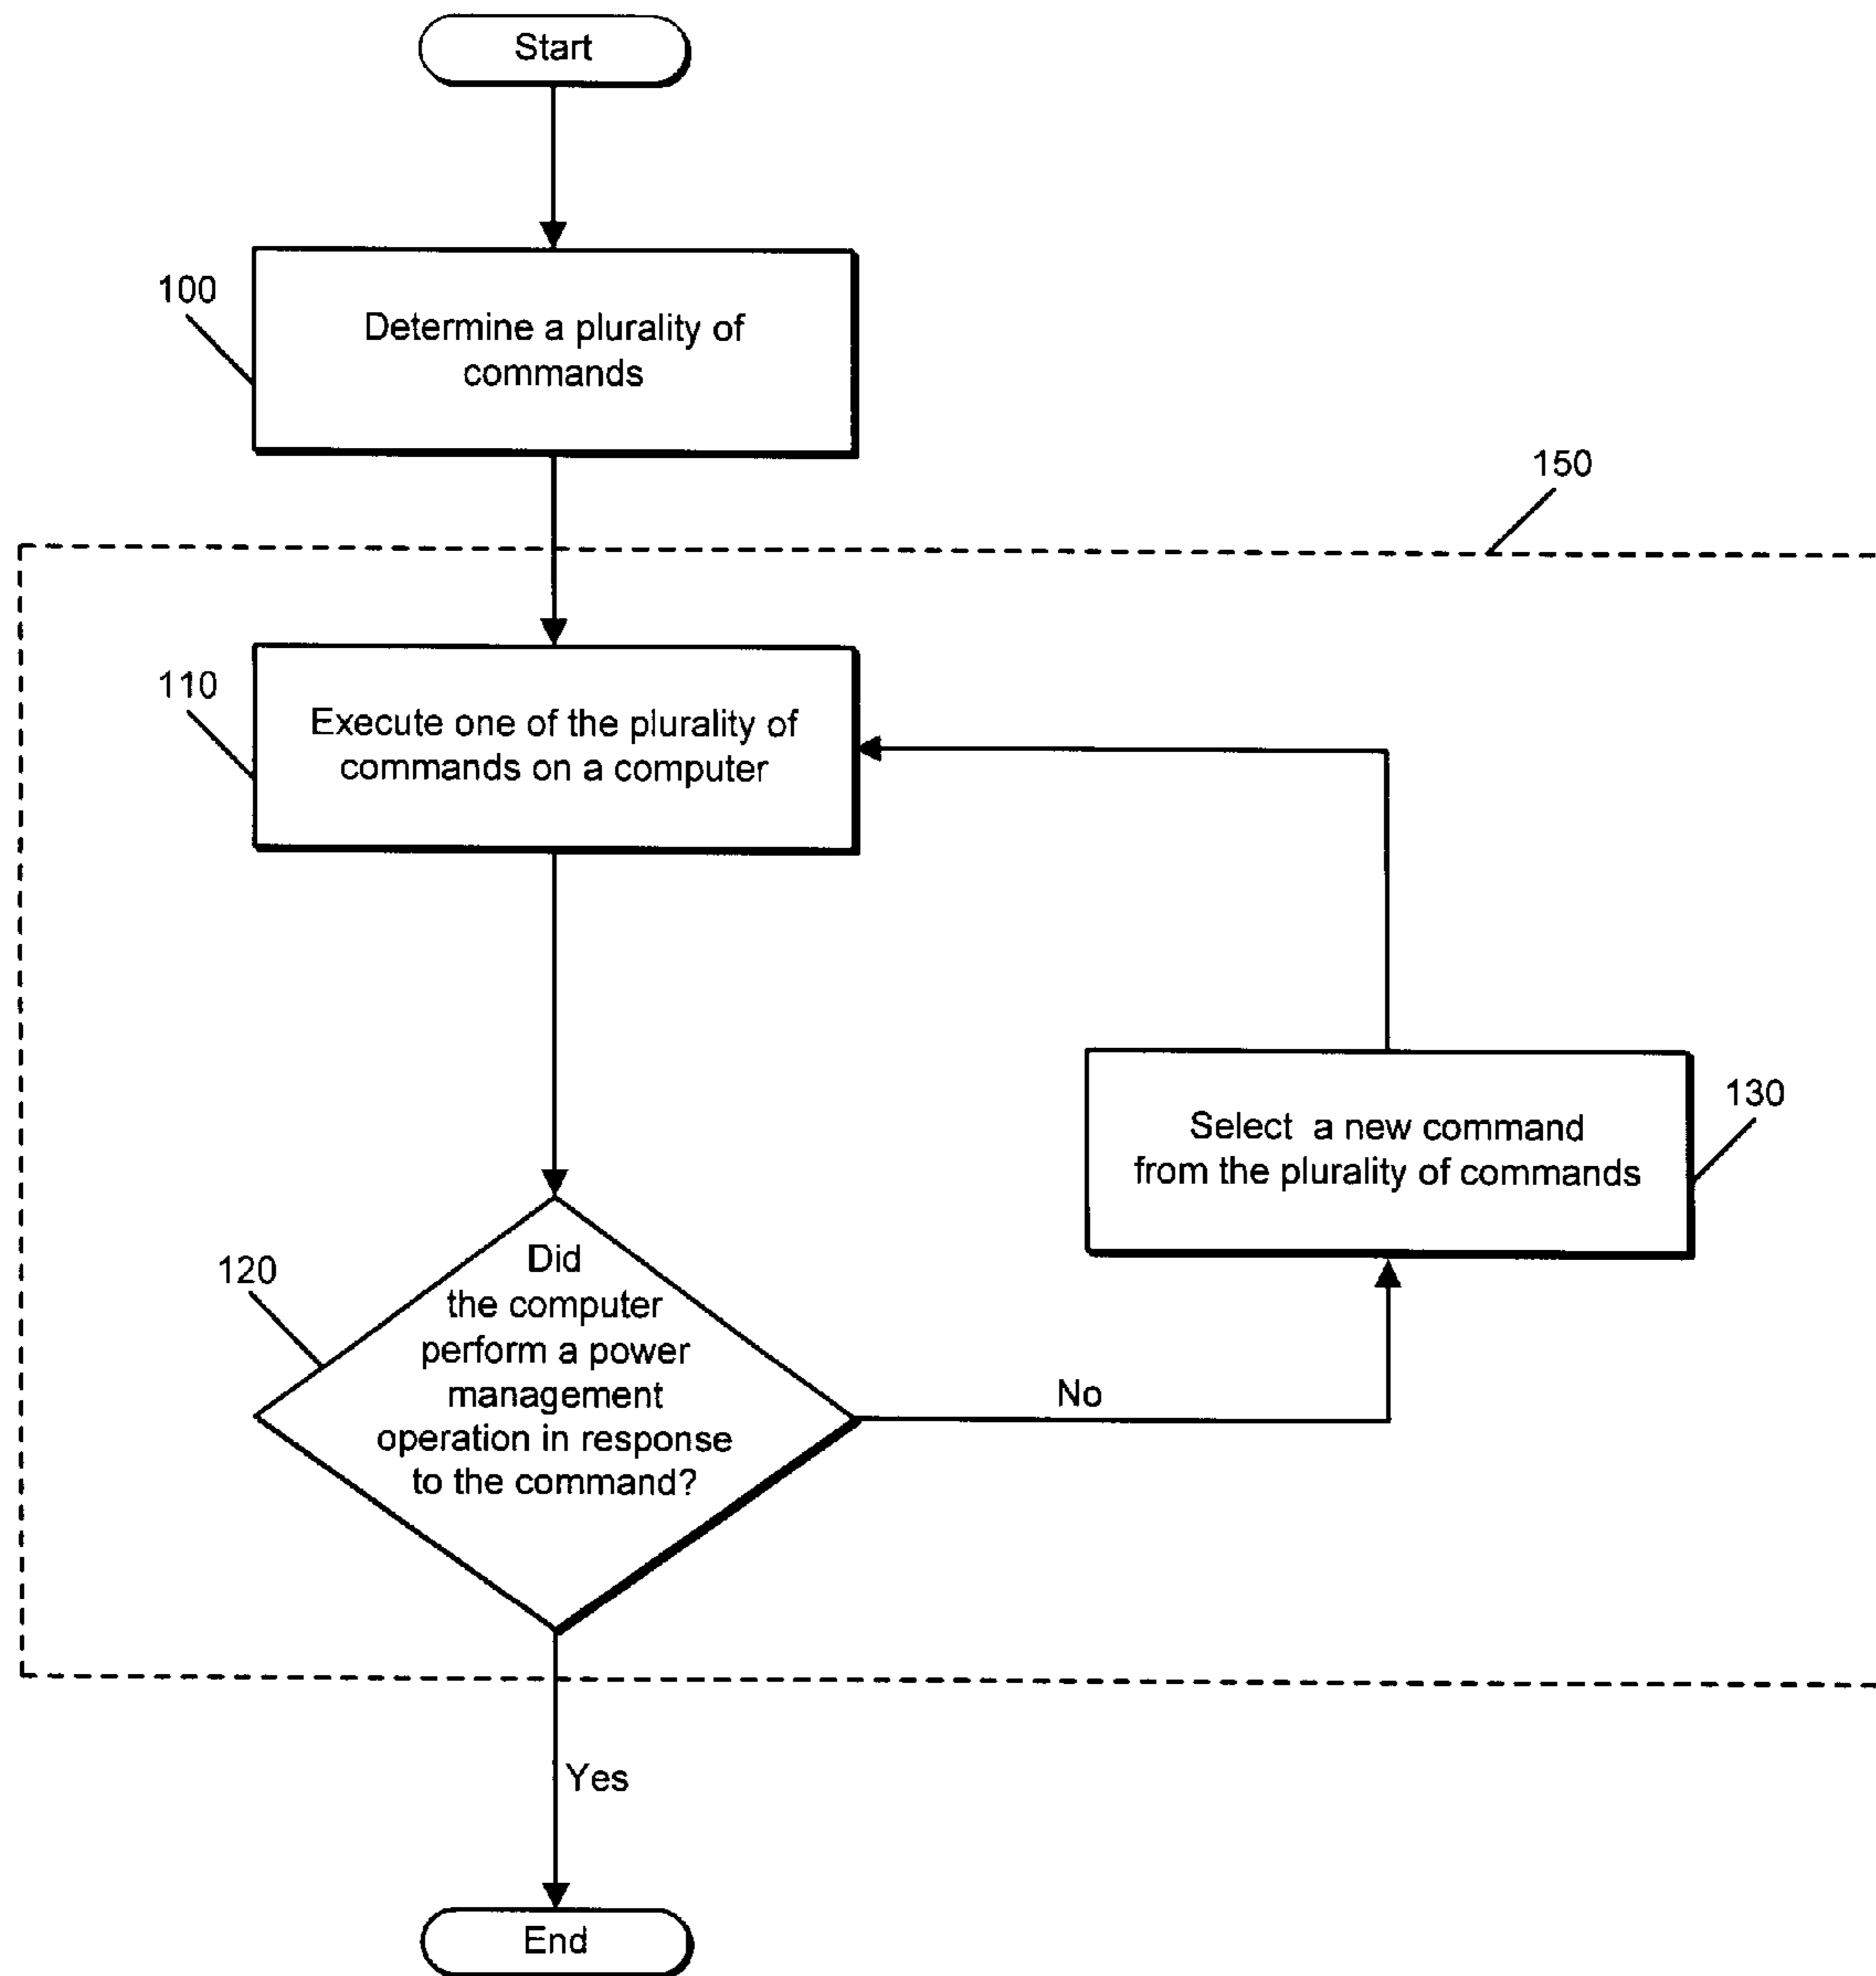 Start
100
Determine a plurality of
commands
150
110
Execute one of the plurality of
commands on a computer
130
Select a new command
from the plurality of commands
120
Did
the computer
perform a power
management
operation in response
to the command?
No
Yes
End